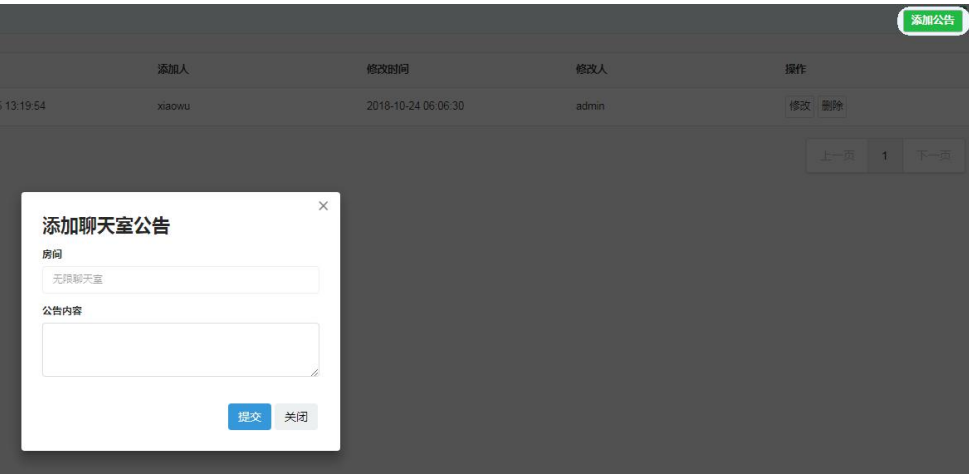 添加公告
添加人 修改时间 修改人 操作
13:19:54 xiaowu 2018-10-24 06:06:30 admin 修改 删除
上一页 1 下一页
×
添加聊天室公告
房间
无限聊天室
公告内容
提交 关闭